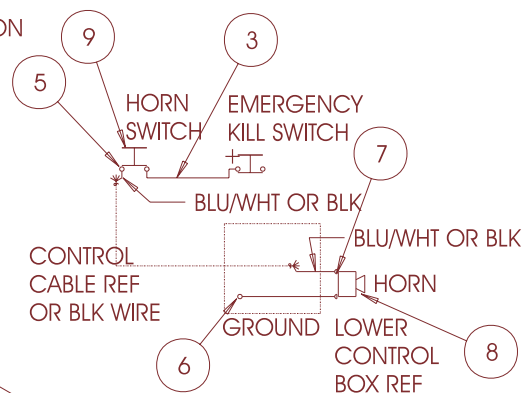 ON
9
3
5
HORN
SWITCH
EMERGENCY
KILL SWITCH
7
BLU/WHT OR BLK
BLU/WHT OR BLK
CONTROL
CABLE REF
OR BLK WIRE
HORN
GROUND
LOWER
CONTROL
BOX REF
6
8